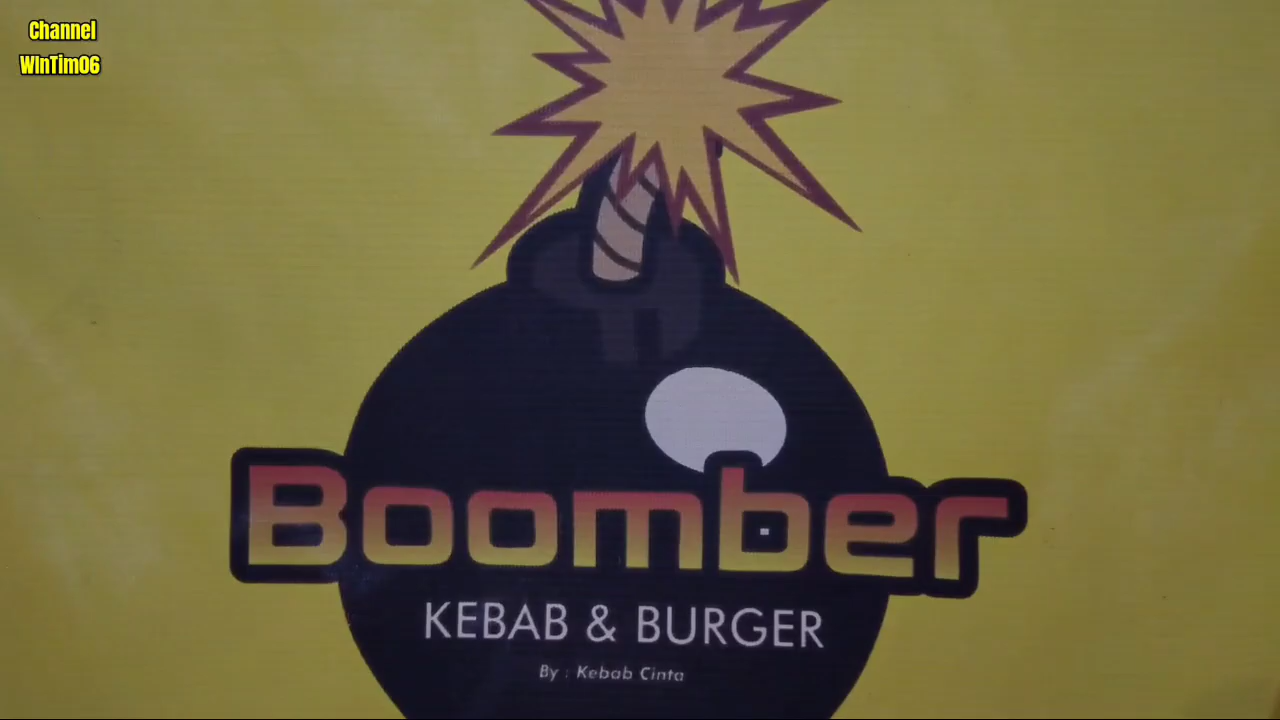 Channel
WInTim06
Boomber
KEBAB & BURGER
By : Kebab Cinta